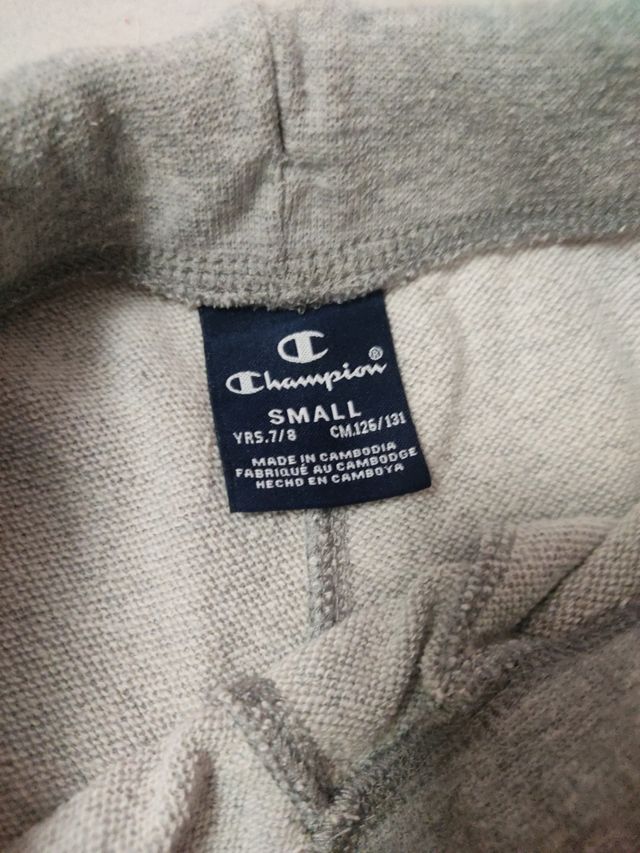 Champion®
SMALL
YRS.7/8 CM.126/131
MADE IN CAMBODIA
FABRIQUÉ AU CAMBODGE
HECHO EN CAMBOYA